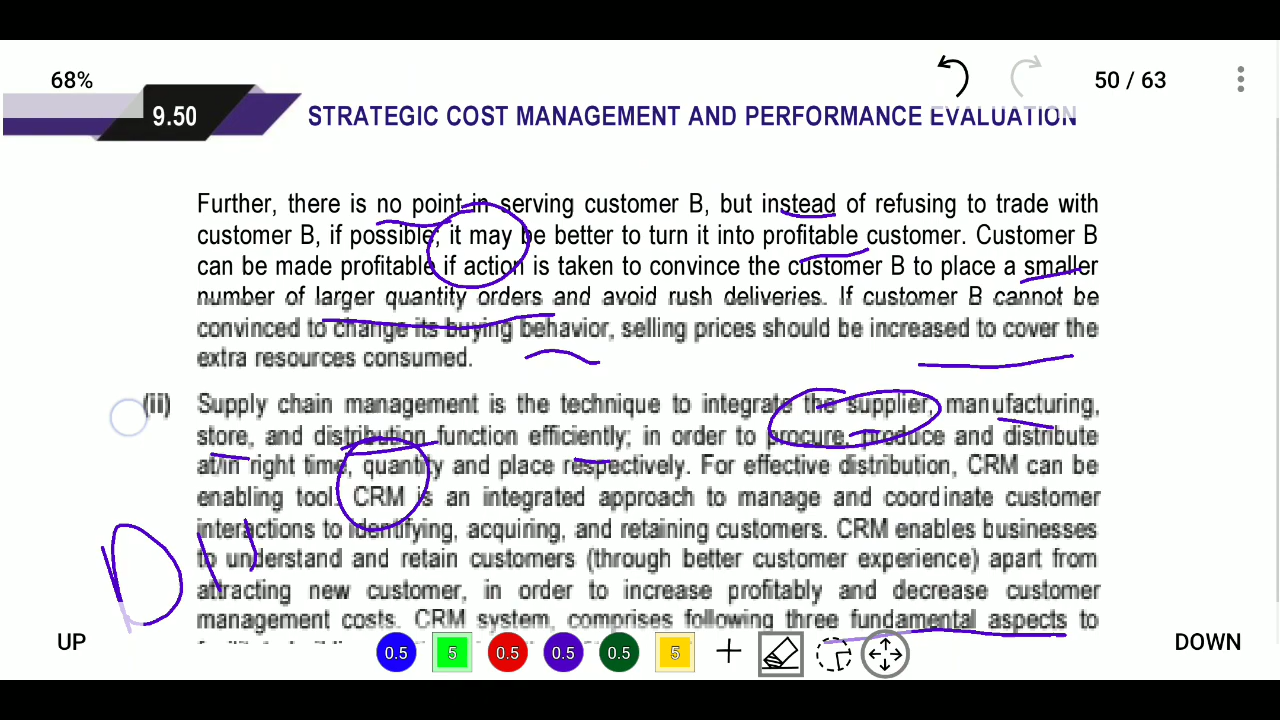 68%
50 / 63
9.50
STRATEGIC COST MANAGEMENT AND PERFORMANCE EVALUATION
Further, there is no point in serving customer B, but instead of refusing to trade with
customer B, if possible; it may be better to turn it into profitable customer. Customer B
can be made profitable if action is taken to convince the customer B to place a smaller
number of larger quantity orders and avoid rush deliveries. If customer B cannot be
convinced to change its buying behavior, selling prices should be increased to cover the
extra resources consumed.
(ii) Supply chain management is the technique to integrate the supplier, manufacturing,
store, and distribution function efficiently; in order to procure, produce and distribute
at/in right time, quantity and place respectively. For effective distribution, CRM can be
enabling tool. CRM is an integrated approach to manage and coordinate customer
interactions to identifying, acquiring, and retaining customers. CRM enables businesses
to understand and retain customers (through better customer experience) apart from
attracting new customer, in order to increase profitably and decrease customer
management costs. CRM system, comprises following three fundamental aspects to
UP
0.5 5 0.5 0.5 0.5 5
DOWN